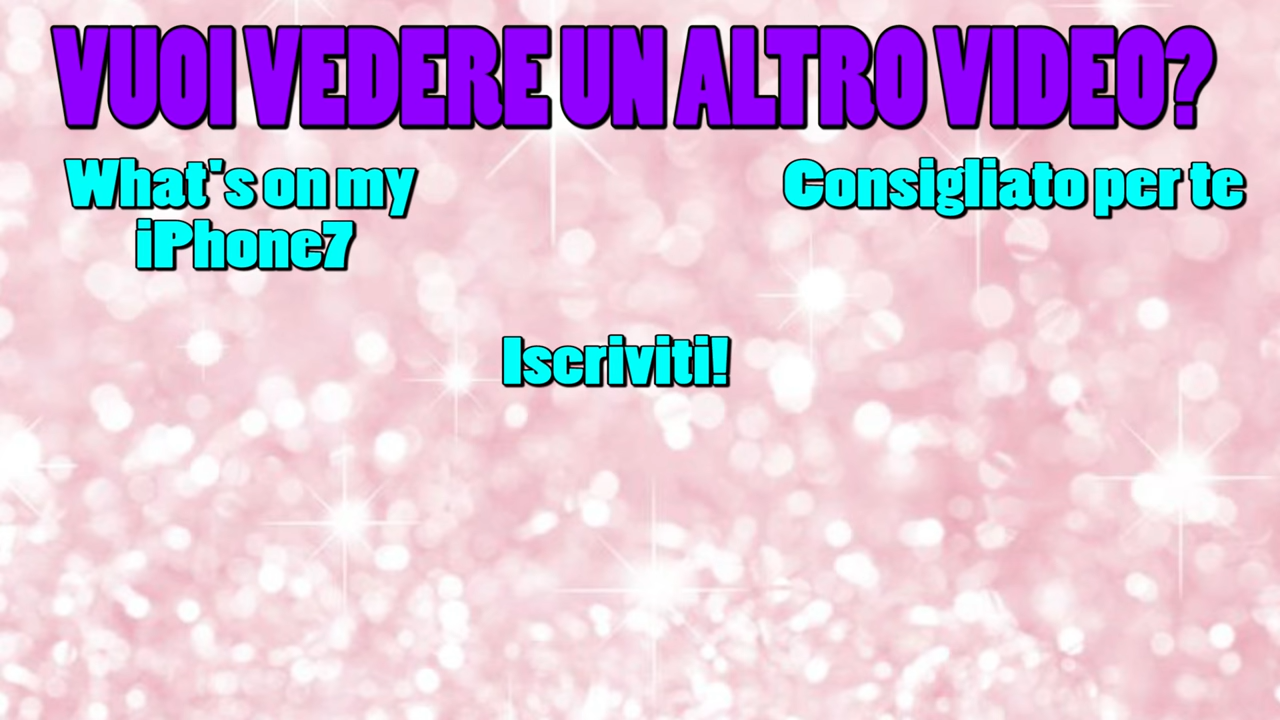 VUOI VEDERE UN ALTRO VIDEO?
What's on my
iPhone7
Consigliato per te
Iscriviti!